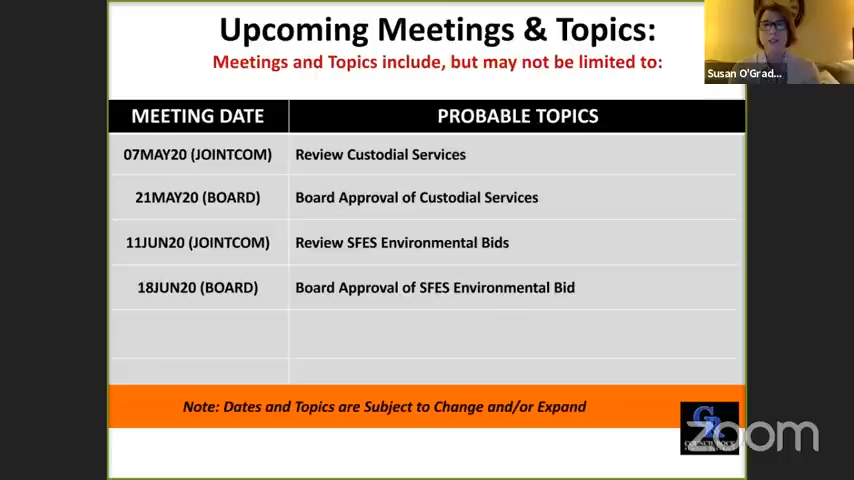 Upcoming Meetings & Topics:
Meetings and Topics include, but may not be limited to:
Susan O'Grad...
MEETING DATE PROBABLE TOPICS
07MAY20 (JOINTCOM) Review Custodial Services
21MAY20 (BOARD) Board Approval of Custodial Services
11JUN20 (JOINTCOM) Review SFES Environmental Bids
18JUN20 (BOARD) Board Approval of SFES Environmental Bid
Note: Dates and Topics are Subject to Change and/or Expand
CR
COUNCIL ROCK
zoom